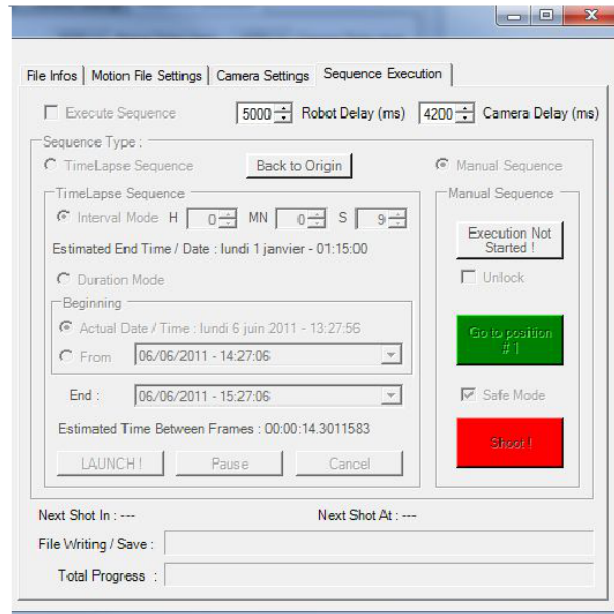 File Infos Motion File Settings Camera Settings Sequence Execution
Execute Sequence 5000 Robot Delay (ms) 4200 Camera Delay (ms)
Sequence Type :
TimeLapse Sequence Back to Origin Manual Sequence
TimeLapse Sequence Manual Sequence
Interval Mode H 0 MN 0 S 9
Execution Not
Started !
Estimated End Time / Date : lundi 1 janvier - 01:15:00
Duration Mode Unlock
Beginning
Actual Date / Time : lundi 6 juin 2011 - 13:27:56
Go to position
# 1
From 06/06/2011 - 14:27:06
End : 06/06/2011 - 15:27:06 Safe Mode
Estimated Time Between Frames : 00:00:14.3011583
Shoot !
LAUNCH ! Pause Cancel
Next Shot In : --- Next Shot At : ---
File Writing / Save :
Total Progress :